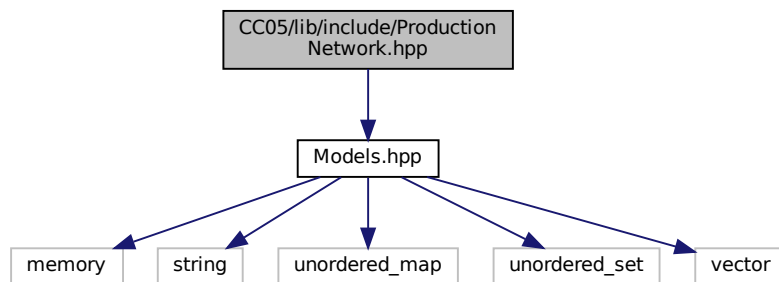 CC05/lib/include/Production
Network.hpp
Models.hpp
memory
string
unordered_map
unordered_set
vector